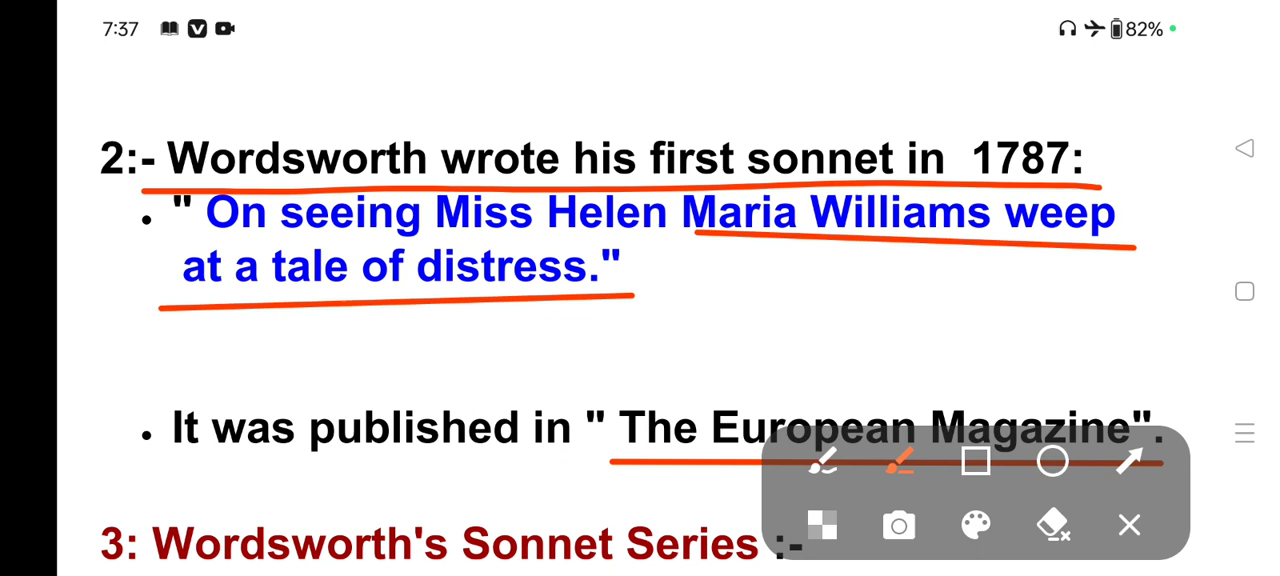 7:37 82%
2:- Wordsworth wrote his first sonnet in 1787:
• " On seeing Miss Helen Maria Williams weep
at a tale of distress."
• It was published in " The European Magazine".
3: Wordsworth's Sonnet Series :-